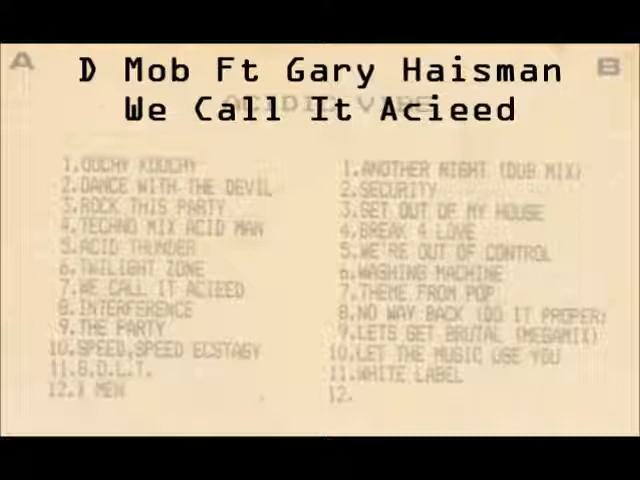 A
B
D Mob Ft Gary Haisman
We Call It Acieed
ACIDIC VIBE
1.OUCHY KOUCHY
2.DANCE WITH THE DEVIL
3.ROCK THIS PARTY
4.TECHNO MIX ACID MAN
5.ACID THUNDER
6.TWILIGHT ZONE
7.WE CALL IT ACIEED
8.INTERFERENCE
9.THE PARTY
10.SPEED,SPEED ECSTASY
11.B.D.L.T.
12.MEN
1.ANOTHER NIGHT (DUB MIX)
2.SECURITY
3.GET OUT OF MY HOUSE
4.BREAK 4 LOVE
5.WE'RE OUT OF CONTROL
6.WASHING MACHINE
7.THEME FROM POP
8.NO WAY BACK (DO IT PROPER)
9.LETS GET BRUTAL (MEGAMIX)
10.LET THE MUSIC USE YOU
11.WHITE LABEL
12.